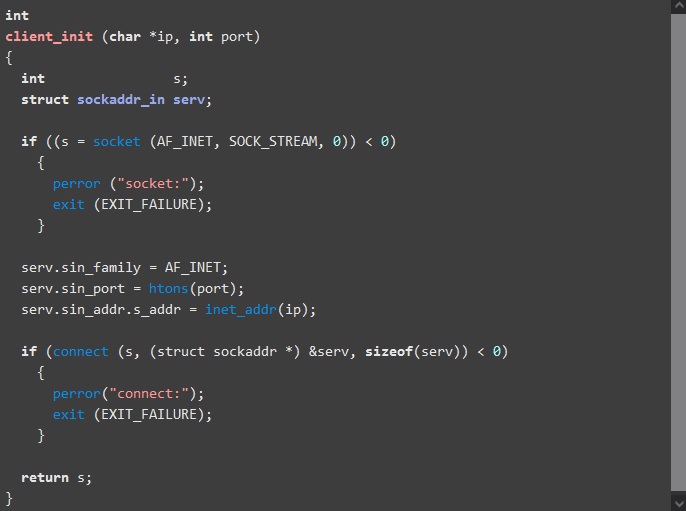 int
client_init (char *ip, int port)
{
  int                s;
  struct sockaddr_in serv;

  if ((s = socket (AF_INET, SOCK_STREAM, 0)) < 0)
    {
      perror ("socket:");
      exit (EXIT_FAILURE);
    }

  serv.sin_family = AF_INET;
  serv.sin_port = htons(port);
  serv.sin_addr.s_addr = inet_addr(ip);

  if (connect (s, (struct sockaddr *) &serv, sizeof(serv)) < 0)
    {
      perror("connect:");
      exit (EXIT_FAILURE);
    }

  return s;
}